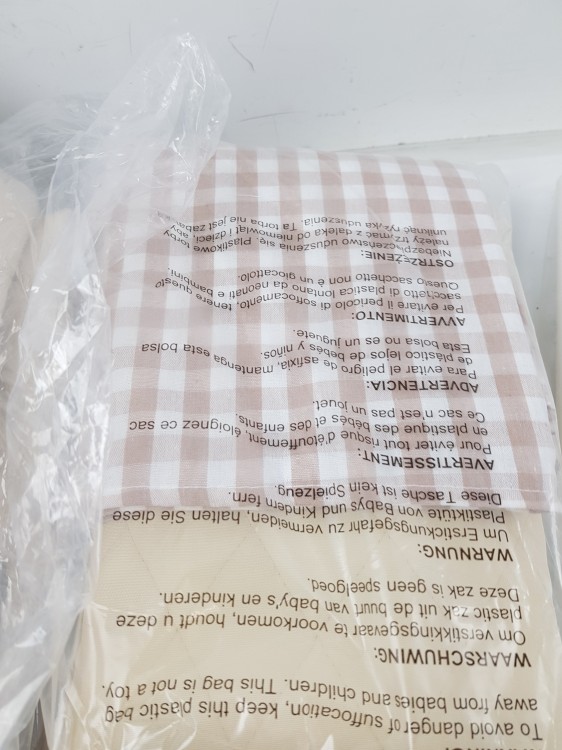 To avoid danger of suffocation, keep this plastic bag
away from babies and children. This bag is not a toy.
WAARSCHUWING:
Om verstikkingsgevaar te voorkomen, houdt u deze
plastic zak uit de buurt van baby's en kinderen.
Deze zak is geen speelgoed.
WARNUNG:
Um Erstickungsgefahr zu vermeiden, halten Sie diese
Plastiktüte von Babys und Kindern fern.
Diese Tasche ist kein Spielzeug.
AVERTISSEMENT:
Pour éviter tout risque d'étouffement, éloignez ce sac
en plastique des bébés et des enfants.
Ce sac n'est pas un jouet.
ADVERTENCIA:
Para evitar el peligro de asfixia, mantenga esta bolsa
de plástico lejos de bebés y niños.
Esta bolsa no es un juguete.
AVVERTIMENTO:
Per evitare il pericolo di soffocamento, tenere questo
sacchetto di plastica lontano da neonati e bambini.
Questo sacchetto non è un giocattolo.
OSTRZEŻENIE:
Niebezpieczeństwo uduszenia się. Plastikowe torby
należy trzymać z daleka od niemowląt i dzieci, aby
uniknąć ryzyka uduszenia. Ta torba nie jest